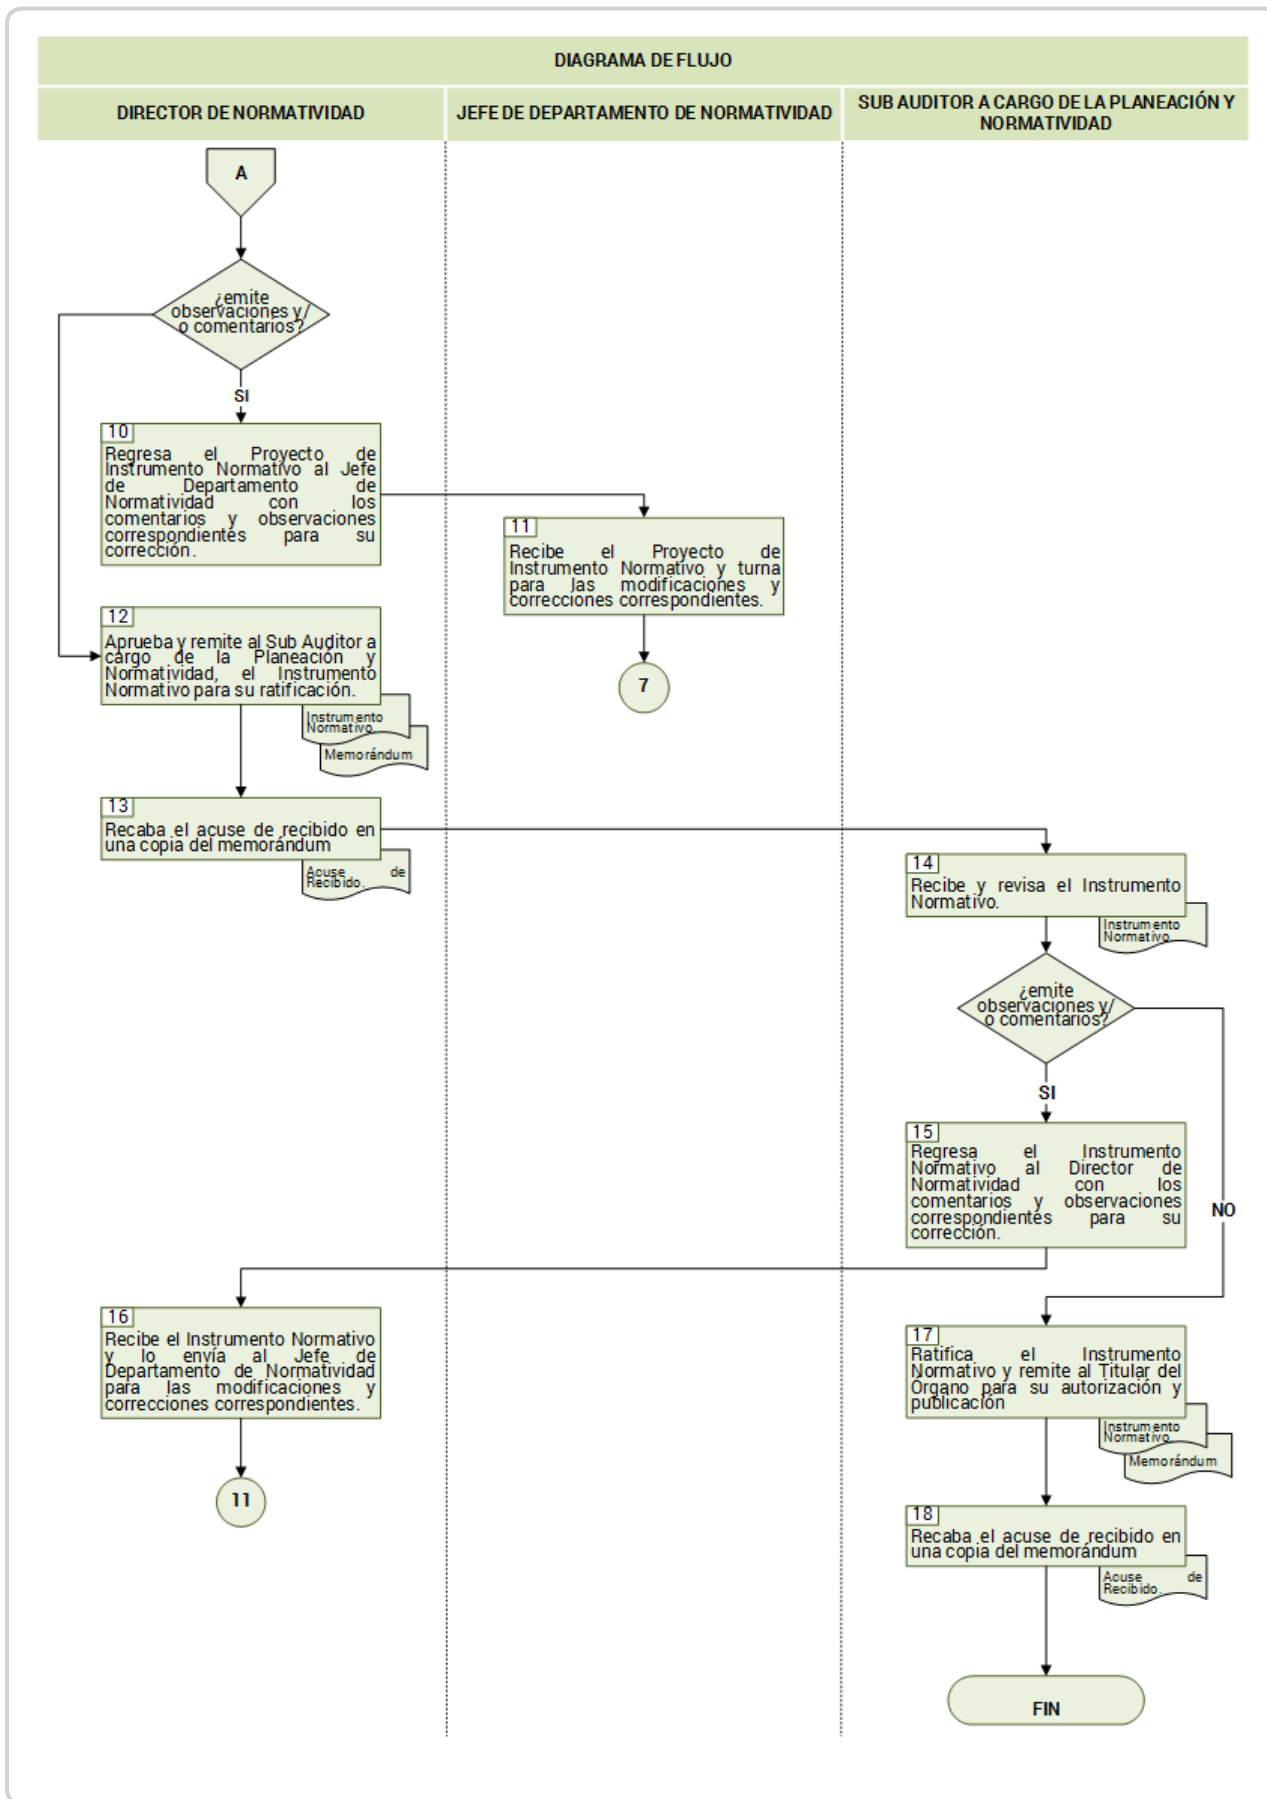 DIAGRAMA DE FLUJO
DIRECTOR DE NORMATIVIDAD
JEFE DE DEPARTAMENTO DE NORMATIVIDAD
SUB AUDITOR A CARGO DE LA PLANEACIÓN Y
NORMATIVIDAD
A
¿emite
observaciones y/
o comentarios?
SI
10
Regresa el Proyecto de
Instrumento Normativo al Jefe
de Departamento de
Normatividad con los
comentarios y observaciones
correspondientes para su
corrección.
11
Recibe el Proyecto de
Instrumento Normativo y turna
para las modificaciones y
correcciones correspondientes.
7
12
Aprueba y remite al Sub Auditor a
cargo de la Planeación y
Normatividad, el Instrumento
Normativo para su ratificación.
Instrumento
Normativo.
Memorándum
13
Recaba el acuse de recibido en
una copia del memorándum
Acuse de
Recibido.
14
Recibe y revisa el Instrumento
Normativo.
Instrumento
Normativo.
¿emite
observaciones y/
o comentarios?
SI
NO
15
Regresa el Instrumento
Normativo al Director de
Normatividad con los
comentarios y observaciones
correspondientes para su
corrección.
16
Recibe el Instrumento Normativo
y lo envía al Jefe de
Departamento de Normatividad
para las modificaciones y
correcciones correspondientes.
11
17
Ratifica el Instrumento
Normativo y remite al Titular del
Órgano para su autorización y
publicación
Instrumento
Normativo.
Memorándum
18
Recaba el acuse de recibido en
una copia del memorándum
Acuse de
Recibido.
FIN